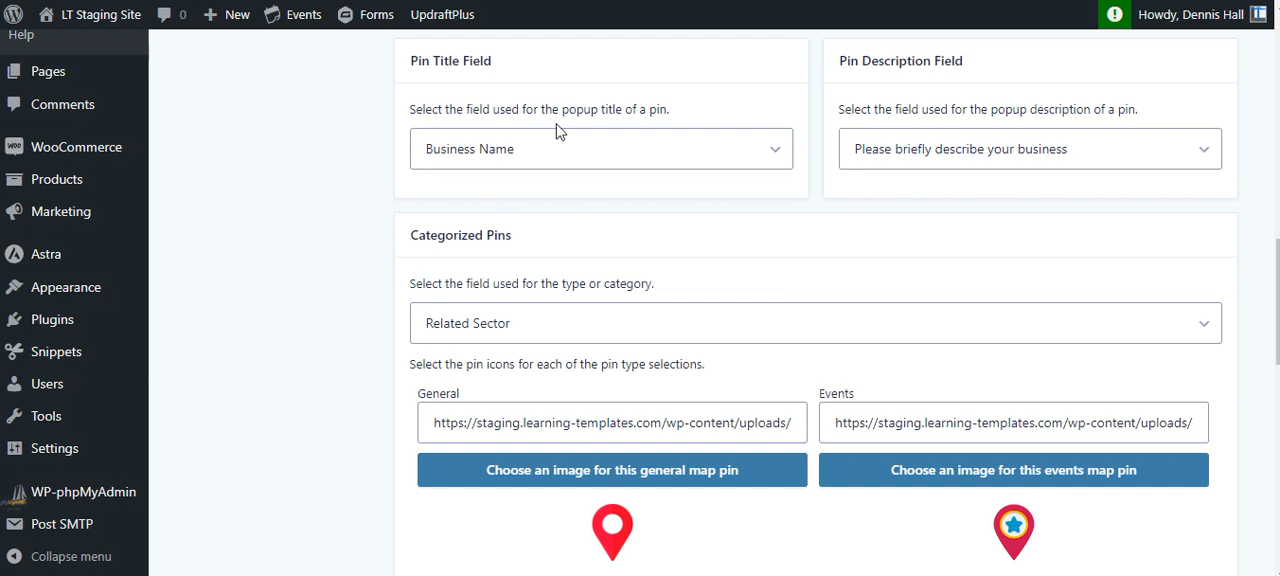 LT Staging Site
0
New
Events
Forms
UpdraftPlus
Howdy, Dennis Hall
Help
Pages
Comments
WooCommerce
Products
Marketing
Astra
Appearance
Plugins
Snippets
Users
Tools
Settings
WP-phpMyAdmin
Post SMTP
Collapse menu
Pin Title Field
Select the field used for the popup title of a pin.
Business Name
Pin Description Field
Select the field used for the popup description of a pin.
Please briefly describe your business
Categorized Pins
Select the field used for the type or category.
Related Sector
Select the pin icons for each of the pin type selections.
General
https://staging.learning-templates.com/wp-content/uploads/
Choose an image for this general map pin
Events
https://staging.learning-templates.com/wp-content/uploads/
Choose an image for this events map pin